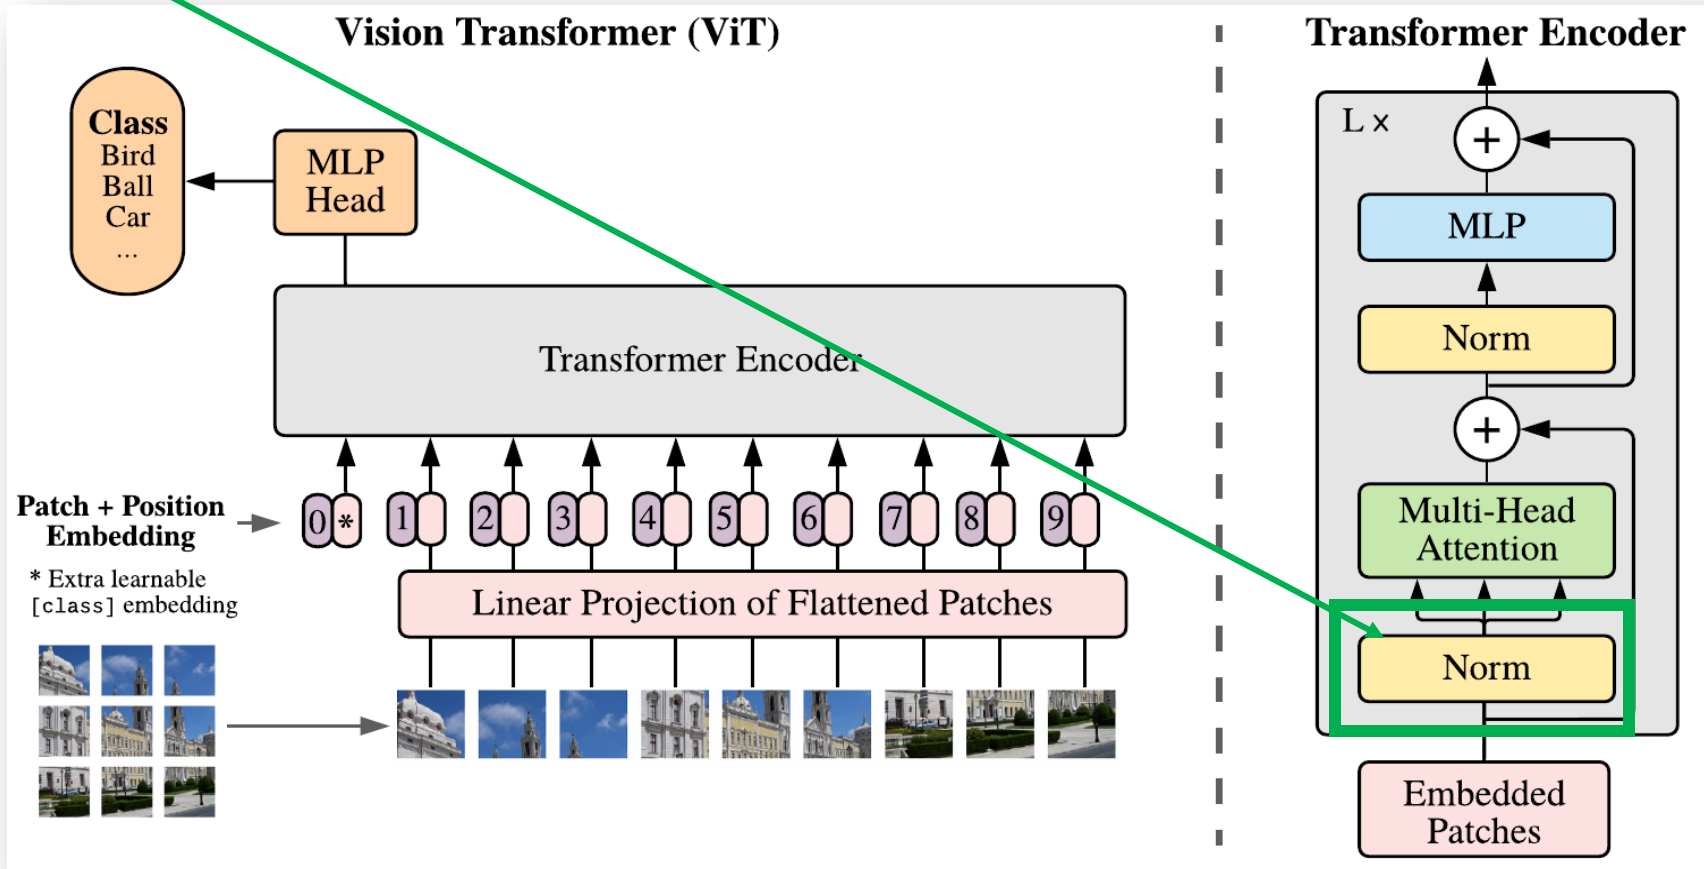 Vision Transformer (ViT)
Class
Bird
Ball
Car
...
MLP
Head
Transformer Encoder
Patch + Position
Embedding
* Extra learnable
[class] embedding
0 * 1 2 3 4 5 6 7 8 9
Linear Projection of Flattened Patches
Transformer Encoder
L ×
+
MLP
Norm
+
Multi-Head
Attention
Norm
Embedded
Patches